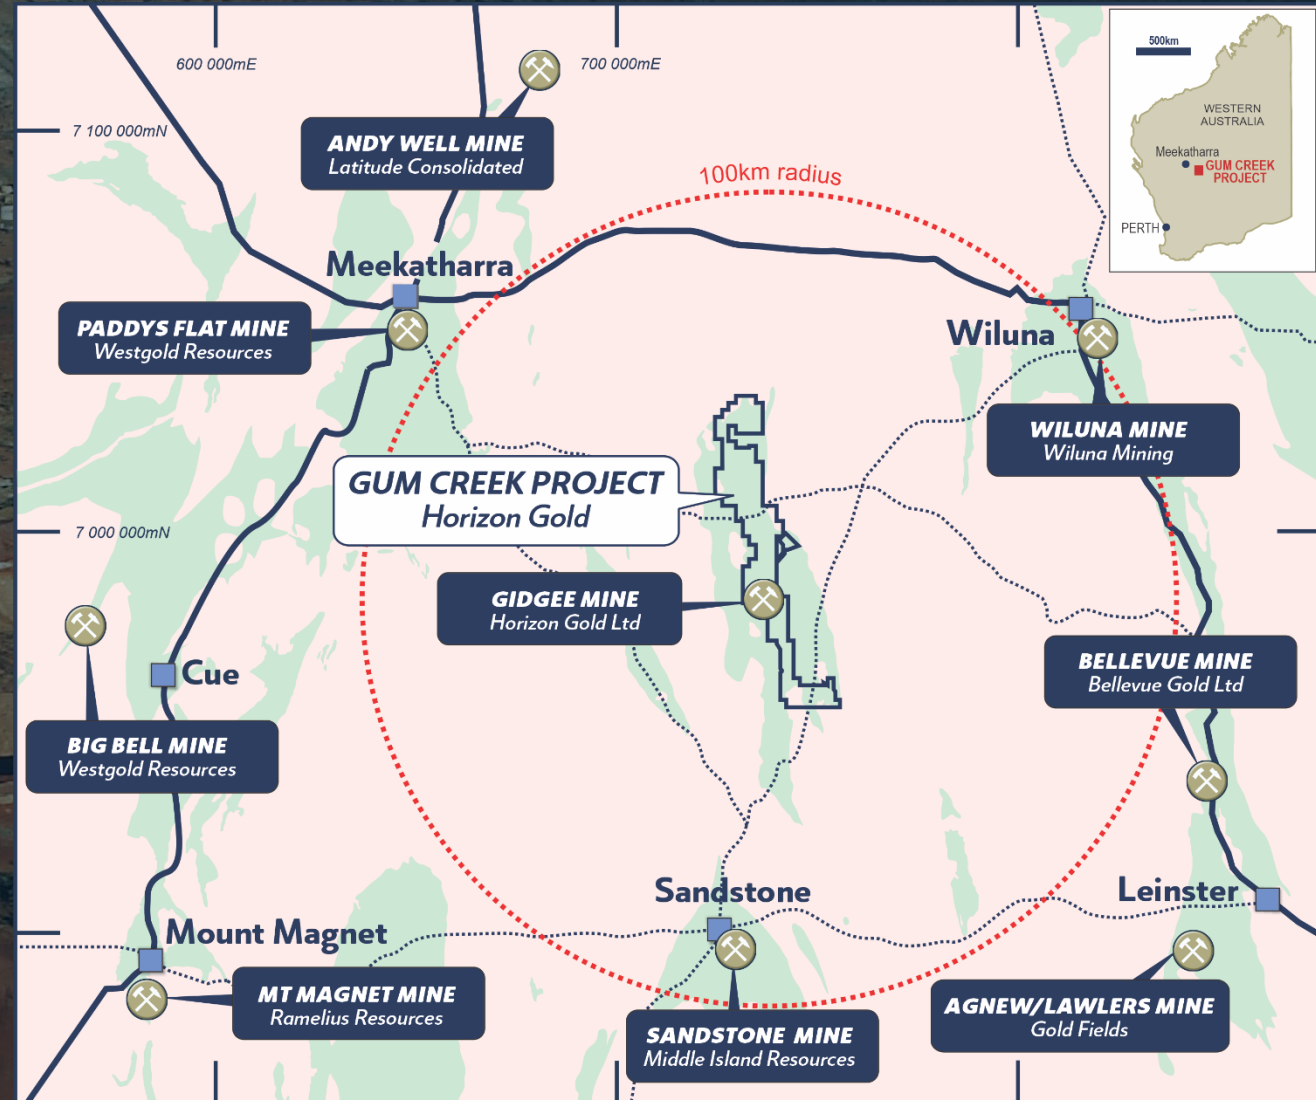 600 000mE
700 000mE
500km
WESTERN
AUSTRALIA
Meekatharra
GUM CREEK
PROJECT
PERTH
7 100 000mN
ANDY WELL MINE
Latitude Consolidated
100km radius
Meekatharra
PADDYS FLAT MINE
Westgold Resources
Wiluna
WILUNA MINE
Wiluna Mining
GUM CREEK PROJECT
Horizon Gold
7 000 000mN
GIDGEE MINE
Horizon Gold Ltd
Cue
BELLEVUE MINE
Bellevue Gold Ltd
BIG BELL MINE
Westgold Resources
Sandstone
Leinster
Mount Magnet
MT MAGNET MINE
Ramelius Resources
AGNEW/LAWLERS MINE
Gold Fields
SANDSTONE MINE
Middle Island Resources